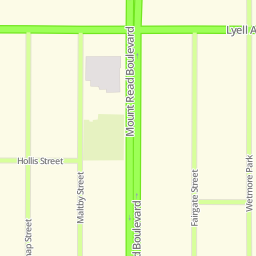 Lyell A
Mount Read Boulevard
Hollis Street
Maltby Street
Fairgate Street
Wetmore Park
ap Street
d Boulevard